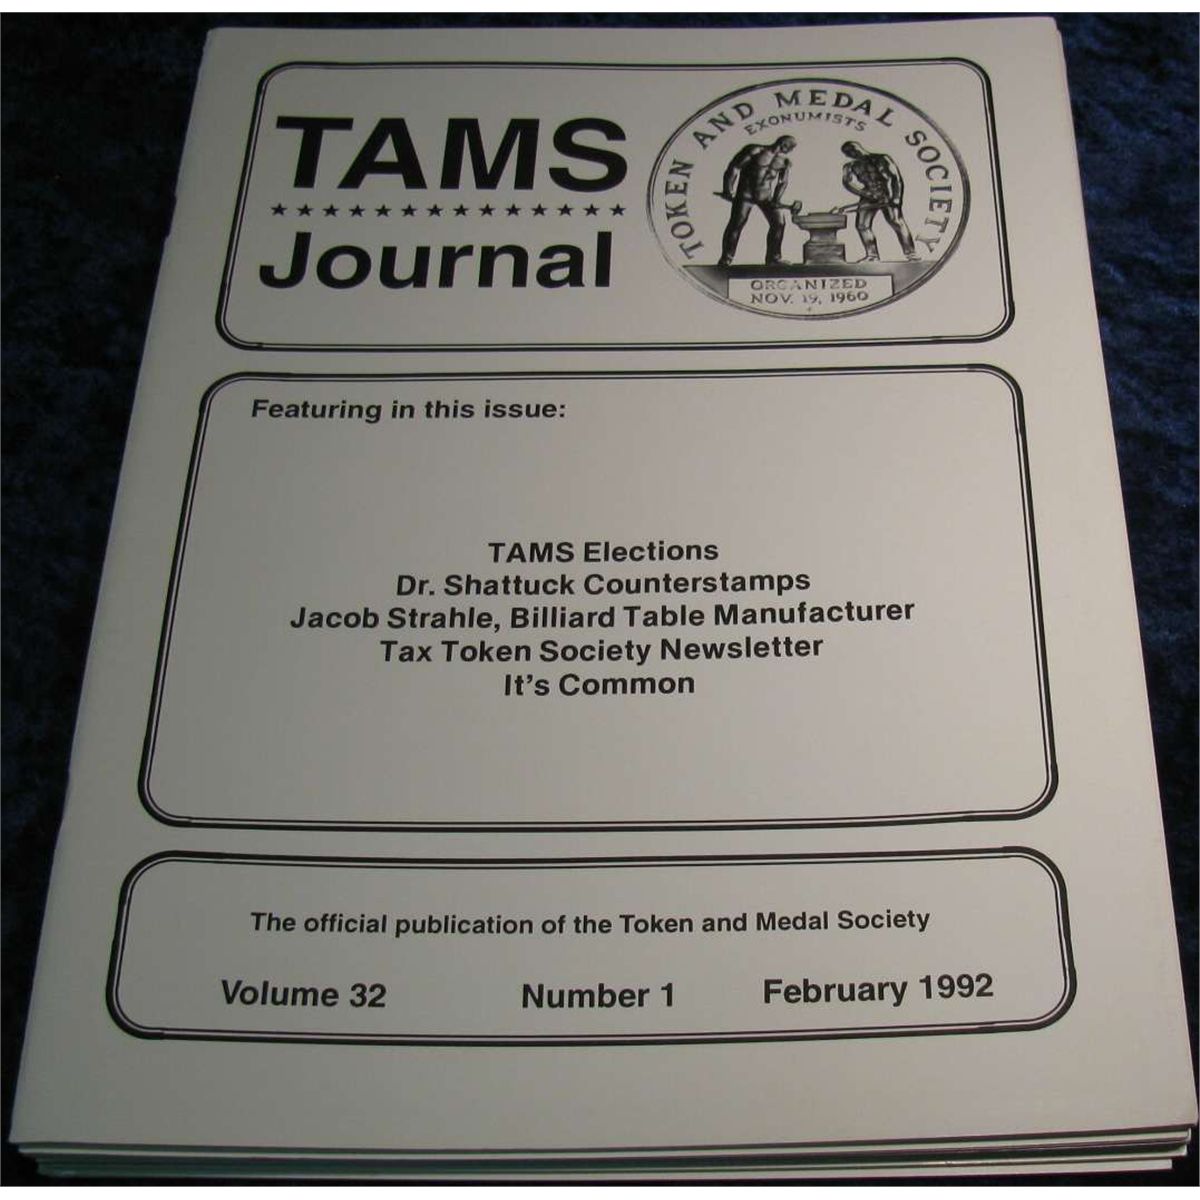 TAMS
Journal
TOKEN AND MEDAL SOCIETY
EXONUMISTS
ORGANIZED
NOV. 19, 1960
Featuring in this issue:
TAMS Elections
Dr. Shattuck Counterstamps
Jacob Strahle, Billiard Table Manufacturer
Tax Token Society Newsletter
It's Common
The official publication of the Token and Medal Society
Volume 32 Number 1 February 1992